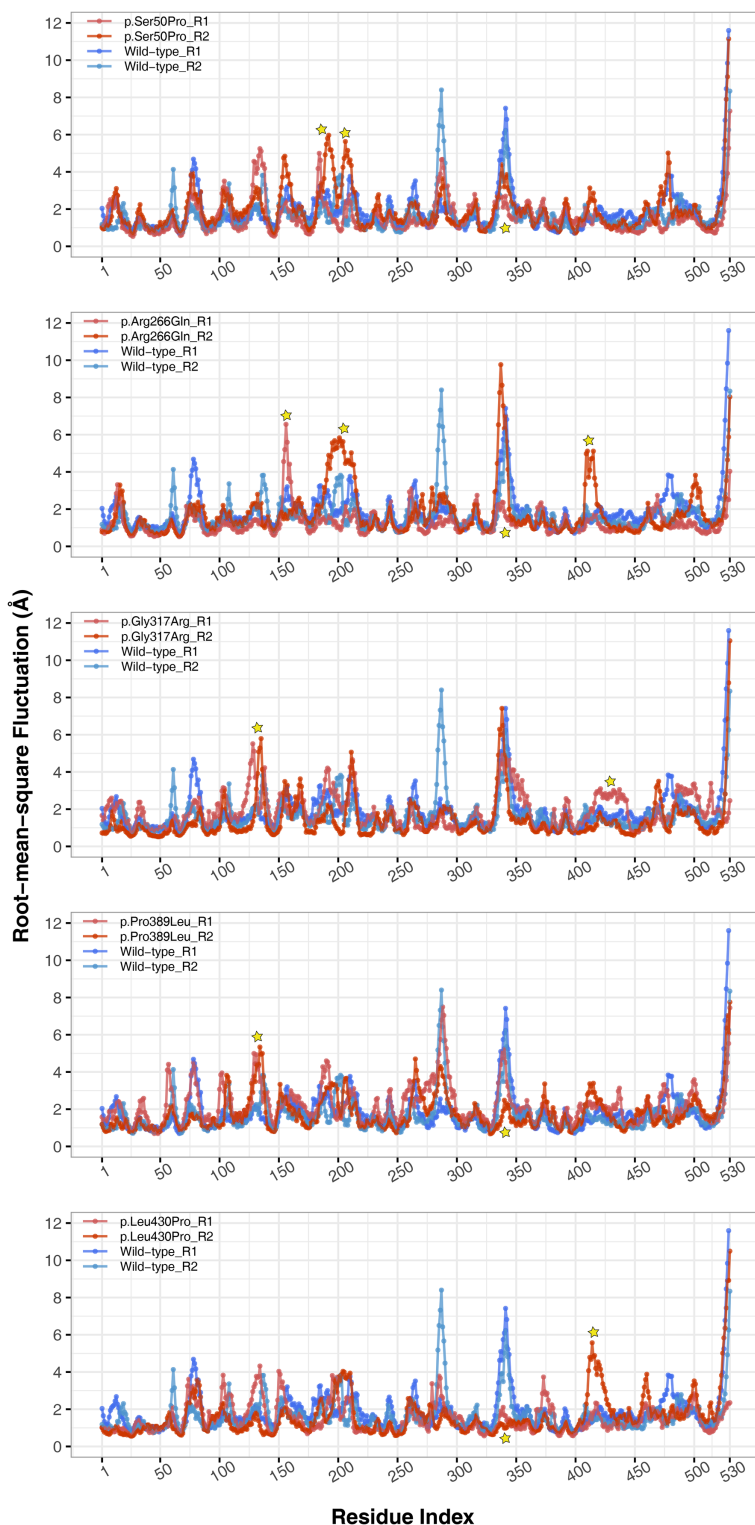 Root−mean−square Fluctuation (Å)
p.Ser50Pro_R1
p.Ser50Pro_R2
Wild−type_R1
Wild−type_R2
12
10
8
6
4
2
0
1 50 100 150 200 250 300 350 400 450 500 530
p.Arg266Gln_R1
p.Arg266Gln_R2
Wild−type_R1
Wild−type_R2
12
10
8
6
4
2
0
1 50 100 150 200 250 300 350 400 450 500 530
p.Gly317Arg_R1
p.Gly317Arg_R2
Wild−type_R1
Wild−type_R2
12
10
8
6
4
2
0
1 50 100 150 200 250 300 350 400 450 500 530
p.Pro389Leu_R1
p.Pro389Leu_R2
Wild−type_R1
Wild−type_R2
12
10
8
6
4
2
0
1 50 100 150 200 250 300 350 400 450 500 530
p.Leu430Pro_R1
p.Leu430Pro_R2
Wild−type_R1
Wild−type_R2
12
10
8
6
4
2
0
1 50 100 150 200 250 300 350 400 450 500 530
Residue Index